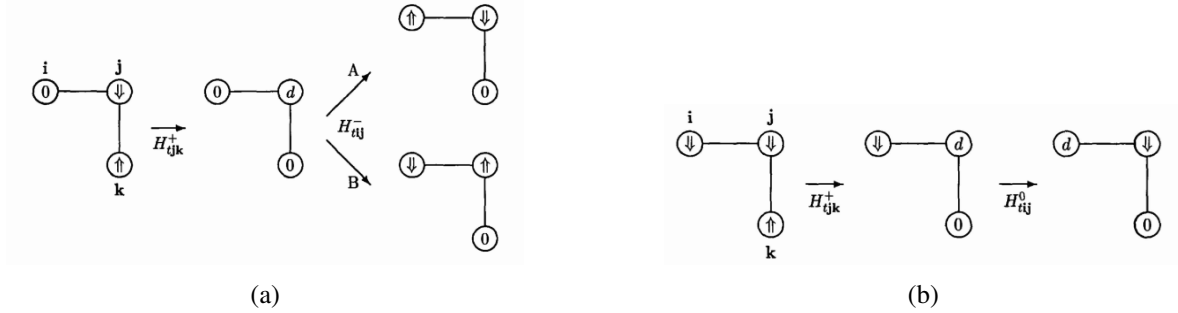 i j
0 ⇓
⇑
k
H⁺ₜⱼₖ
0 d
0
A
H⁻ₜᵢⱼ
B
⇑ ⇓
0
⇓ ⇑
0
(a)
i j
⇓ ⇓
⇑
k
H⁺ₜⱼₖ
⇓ d
0
H⁰ₜᵢⱼ
d ⇓
0
(b)